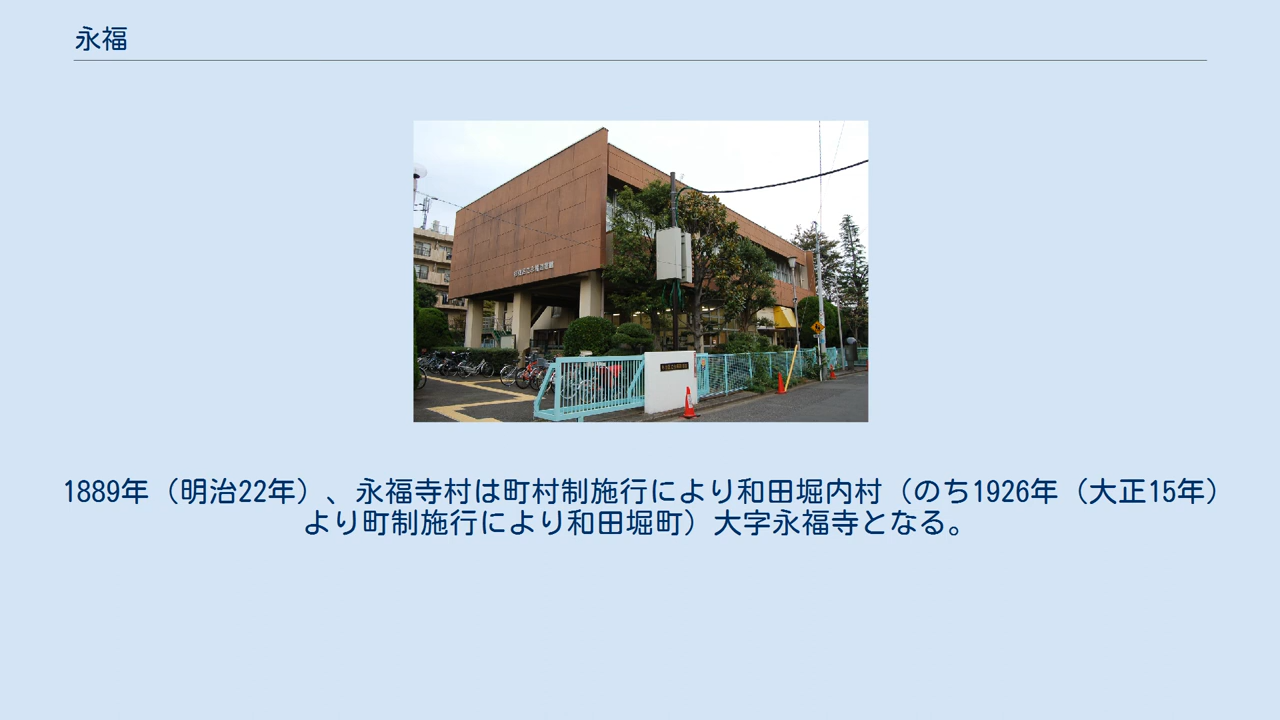 永福
1889年（明治22年）、永福寺村は町村制施行により和田堀内村（のち1926年（大正15年）
より町制施行により和田堀町）大字永福寺となる。